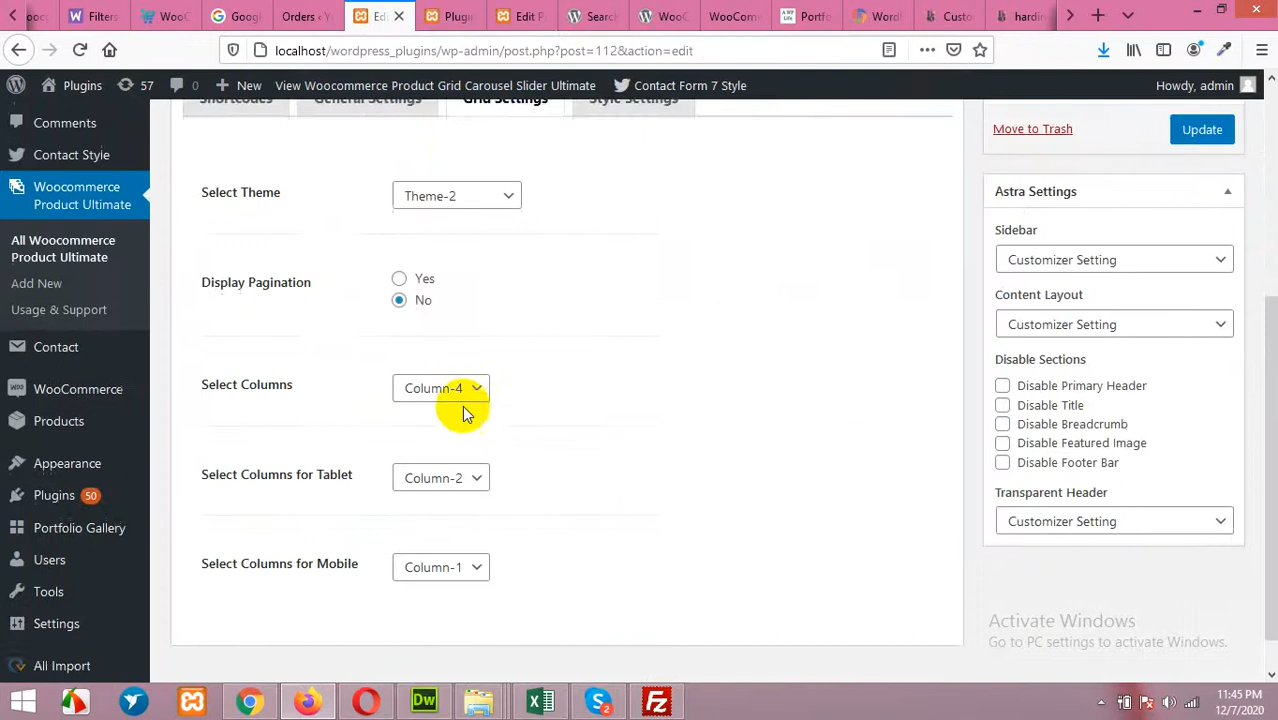 Filters
WooC
Googl
Orders ‹
Edi
Plugin
Edit P
Search
WooC
WooCom
Portfo
Word
Custo
hardin
localhost/wordpress_plugins/wp-admin/post.php?post=112&action=edit
Plugins
57
0
New
View Woocommerce Product Grid Carousel Slider Ultimate
Contact Form 7 Style
Howdy, admin
Comments
Contact Style
Woocommerce
Product Ultimate
All Woocommerce
Product Ultimate
Add New
Usage & Support
Contact
WooCommerce
Products
Appearance
Plugins 50
Portfolio Gallery
Users
Tools
Settings
All Import
Shortcodes
General Settings
Grid Settings
Style Settings
Select Theme
Theme-2
Display Pagination
Yes
No
Select Columns
Column-4
Select Columns for Tablet
Column-2
Select Columns for Mobile
Column-1
Move to Trash
Update
Astra Settings
Sidebar
Customizer Setting
Content Layout
Customizer Setting
Disable Sections
Disable Primary Header
Disable Title
Disable Breadcrumb
Disable Featured Image
Disable Footer Bar
Transparent Header
Customizer Setting
Activate Windows
Go to PC settings to activate Windows.
Dw
2
11:45 PM
12/7/2020